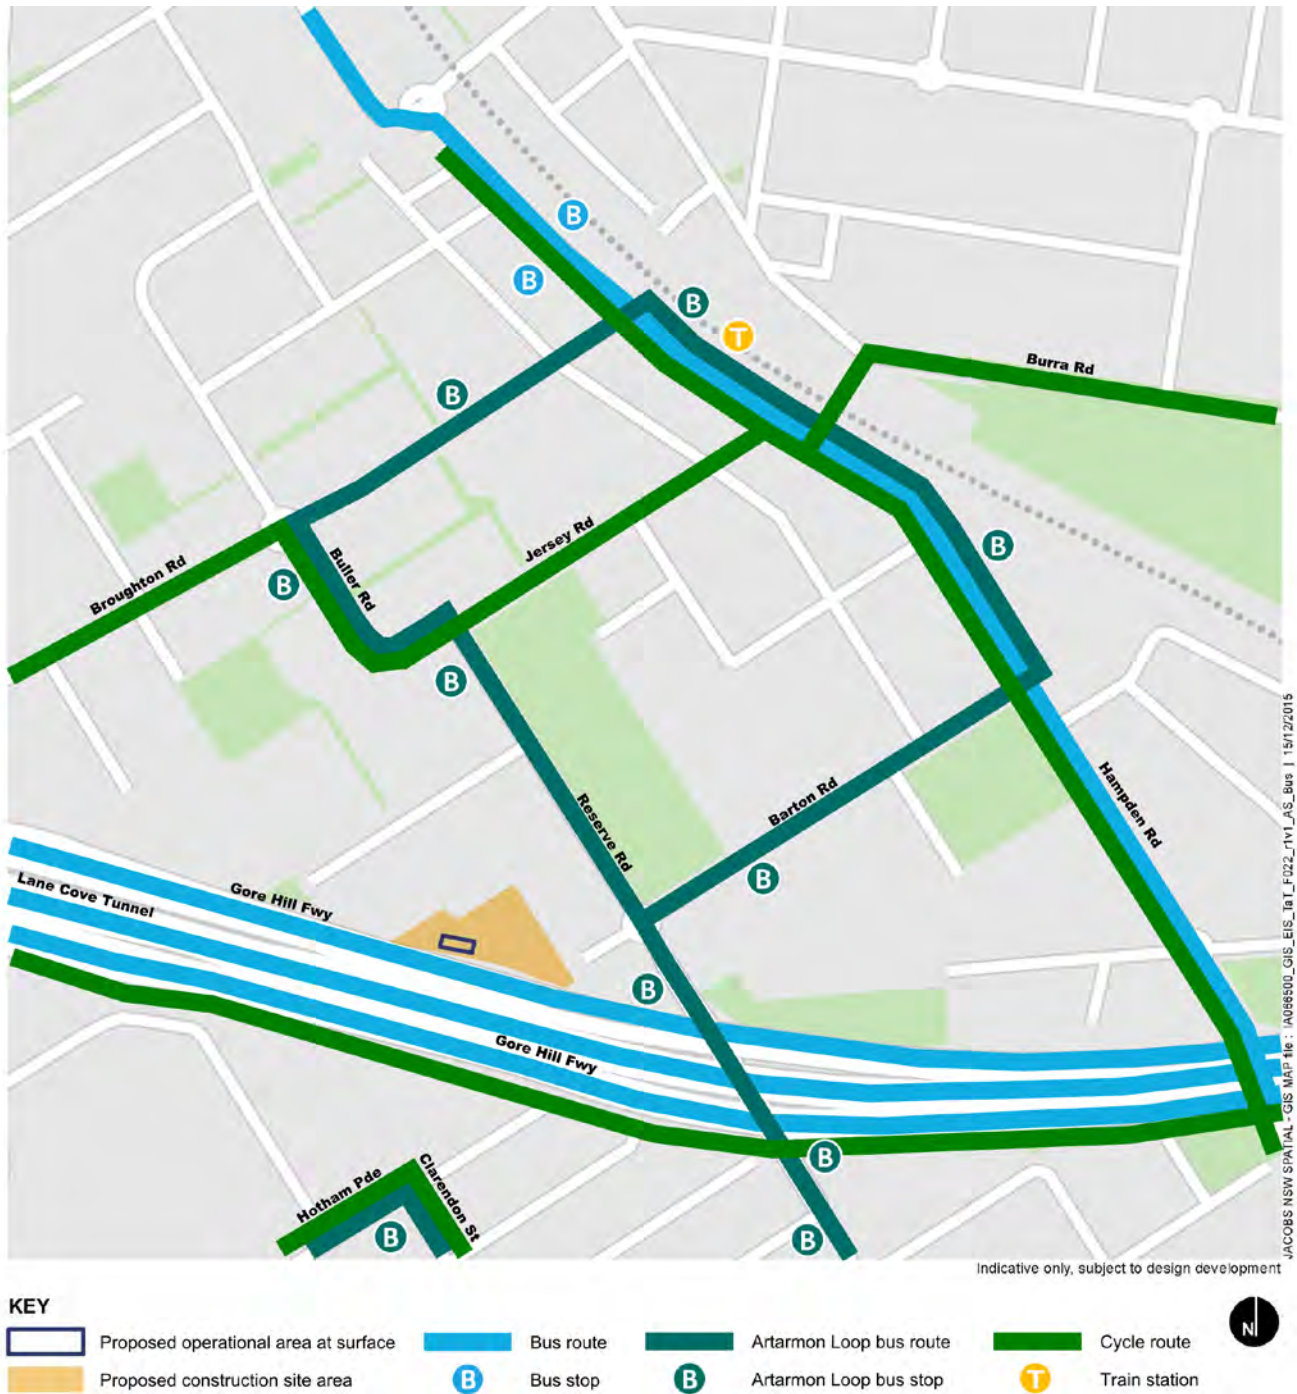 B
B
B
T
Burra Rd
B
B
Jersey Rd
Buller Rd
Broughton Rd
B
B
Hampden Rd
Barton Rd
Reserve Rd
B
Gore Hill Fwy
Lane Cove Tunnel
B
Gore Hill Fwy
B
Hotham Pde
Clarendon St
B
B
JACOBS NSW SPATIAL - GIS MAP file : IA066500_GIS_EIS_TaT_F022_r1v1_AS_Bus | 15/12/2015
Indicative only, subject to design development
KEY
N
Proposed operational area at surface
Bus route
Artarmon Loop bus route
Cycle route
Proposed construction site area
B Bus stop
B Artarmon Loop bus stop
T Train station